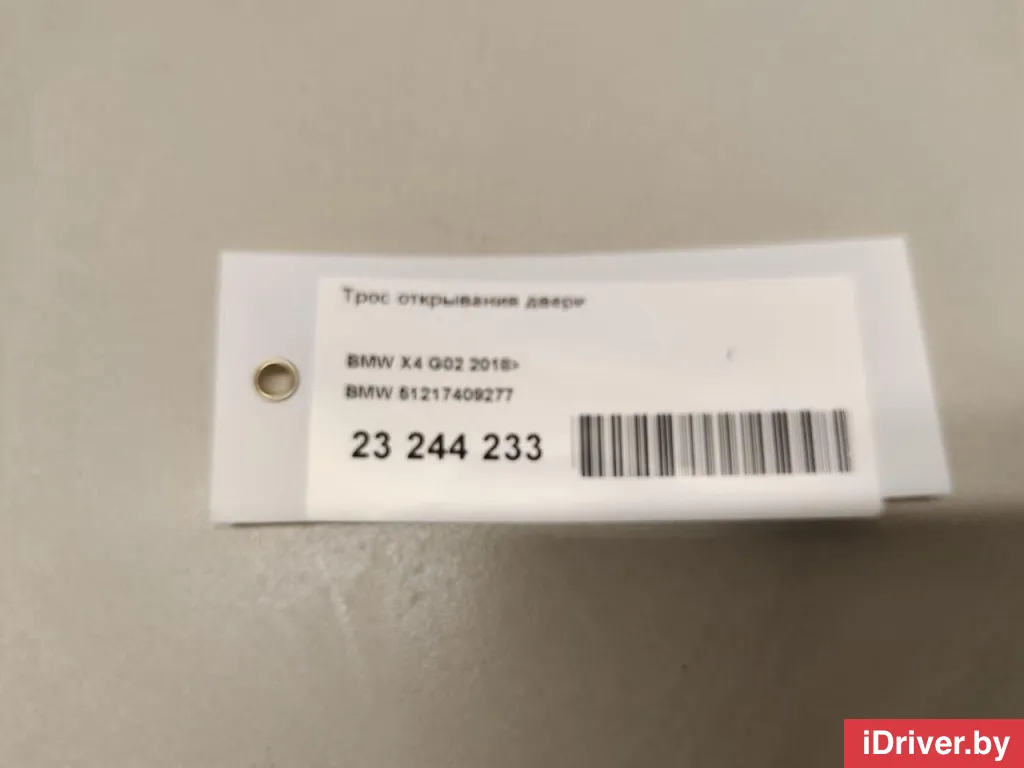 Трос открывания двери
BMW X4 G02 2018>
BMW 51217409277
23 244 233
iDriver.by